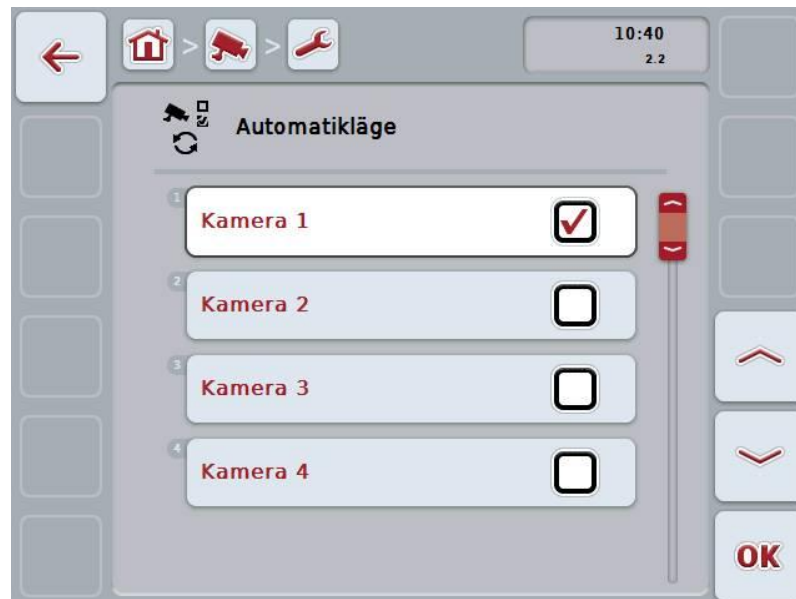 > >
10:40
2.2
Automatikläge
1
Kamera 1
2
Kamera 2
3
Kamera 3
4
Kamera 4
OK